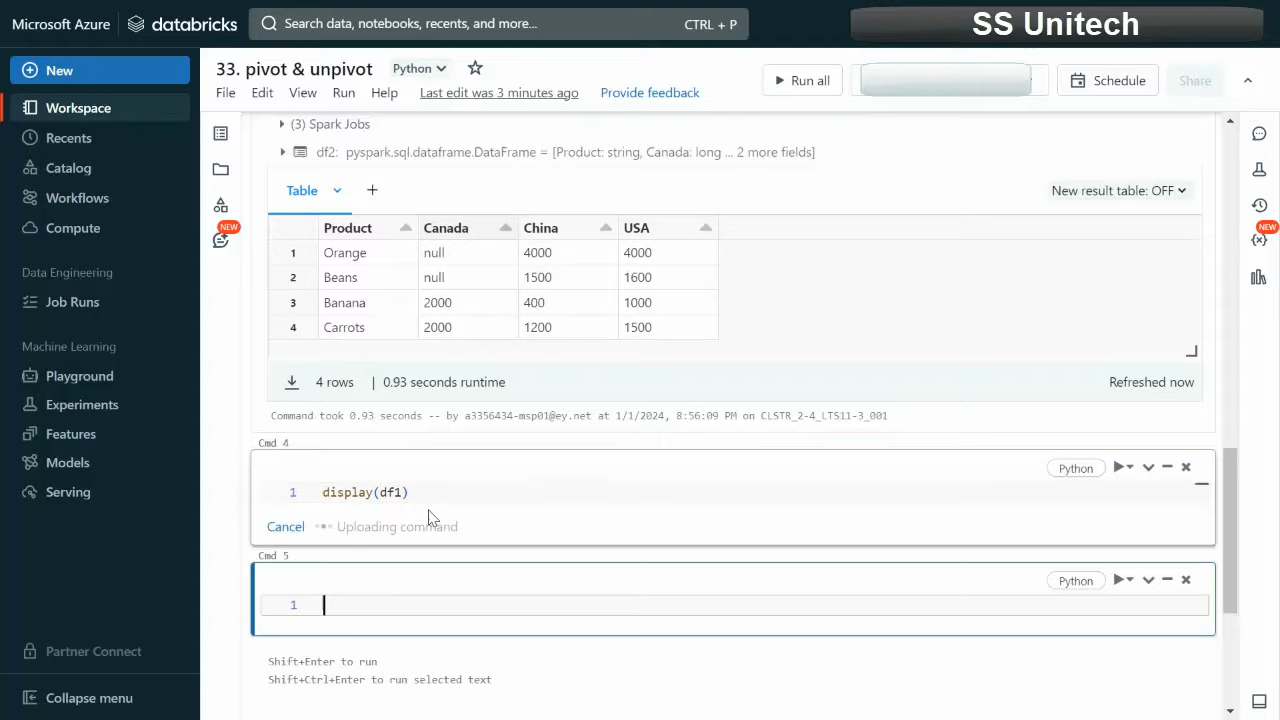 Microsoft Azure databricks Search data, notebooks, recents, and more... CTRL + P SS Unitech
New
Workspace
Recents
Catalog
Workflows
Compute
Data Engineering
Job Runs
Machine Learning
Playground
Experiments
Features
Models
Serving
Partner Connect
Collapse menu
33. pivot & unpivot Python
Run all Schedule Share
File Edit View Run Help Last edit was 3 minutes ago Provide feedback
NEW
NEW
(3) Spark Jobs
df2: pyspark.sql.dataframe.DataFrame = [Product: string, Canada: long ... 2 more fields]
Table + New result table: OFF
Product Canada China USA
1 Orange null 4000 4000
2 Beans null 1500 1600
3 Banana 2000 400 1000
4 Carrots 2000 1200 1500
4 rows | 0.93 seconds runtime Refreshed now
Command took 0.93 seconds -- by a3356434-msp01@ey.net at 1/1/2024, 8:56:09 PM on CLSTR_2-4_LTS11-3_001
Cmd 4
Python
1 display(df1)
Cancel Uploading command
Cmd 5
Python
1
Shift+Enter to run
Shift+Ctrl+Enter to run selected text